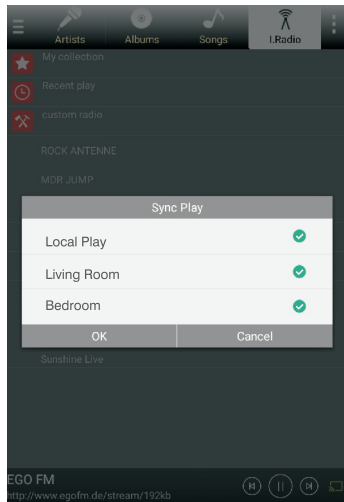 Artists Albums Songs I.Radio
My collection
Recent play
custom radio
ROCK ANTENNE
MDR JUMP
Sync Play
Local Play
Living Room
Bedroom
OK Cancel
Sunshine Live
EGO FM
http://www.egofm.de/stream/192kb